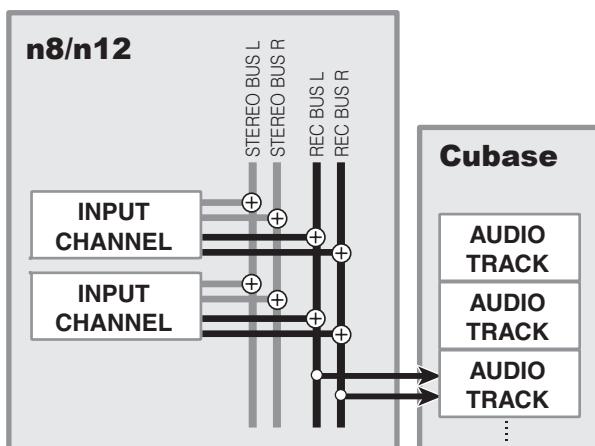 n8/n12
STEREO BUS L
STEREO BUS R
REC BUS L
REC BUS R
INPUT
CHANNEL
INPUT
CHANNEL
Cubase
AUDIO
TRACK
AUDIO
TRACK
AUDIO
TRACK